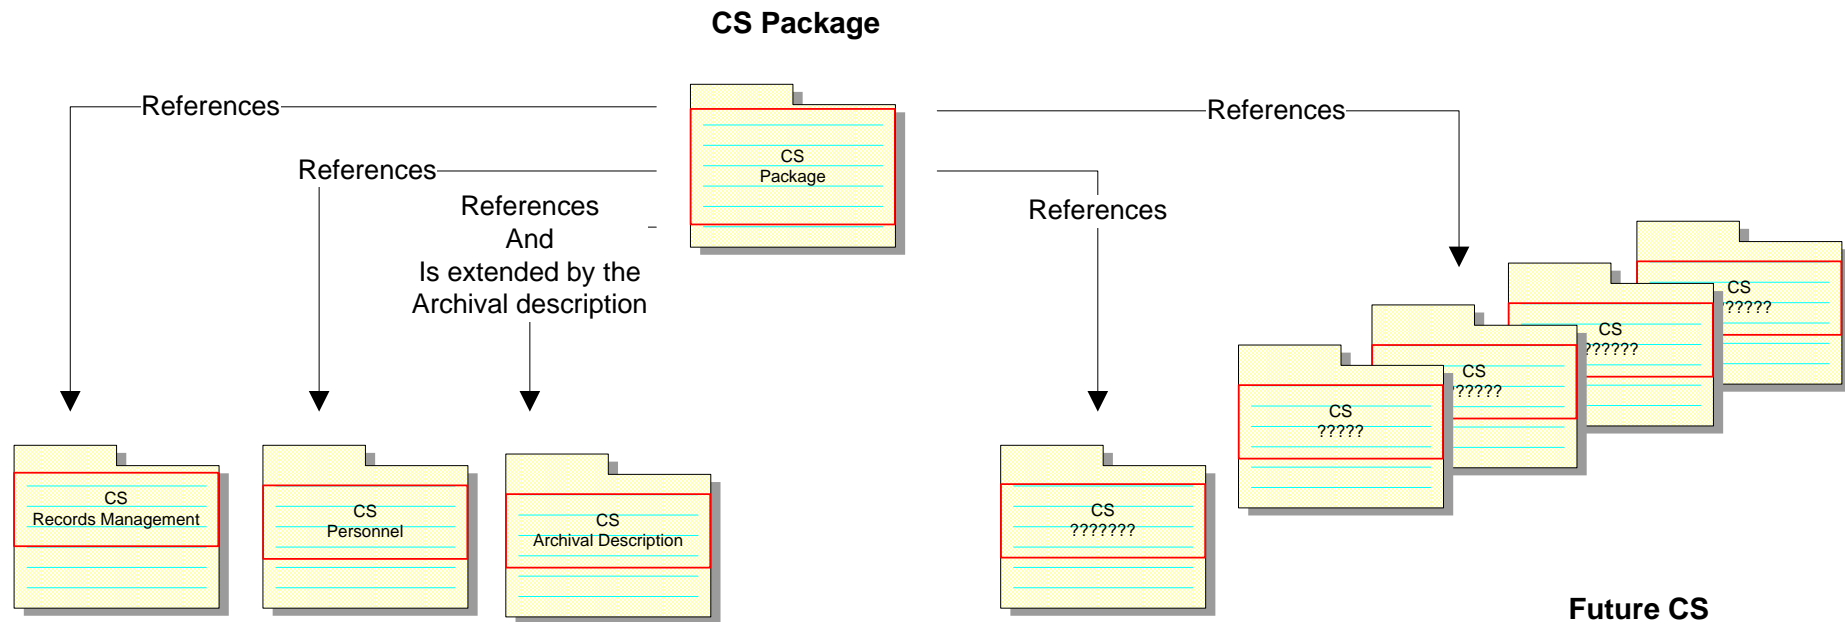 CS Package
References
References
CS
Package
References
References
And
Is extended by the
Archival description
References
CS
??????
CS
??????
CS
??????
CS
?????
CS
Records Management
CS
Personnel
CS
Archival Description
CS
???????
Future CS